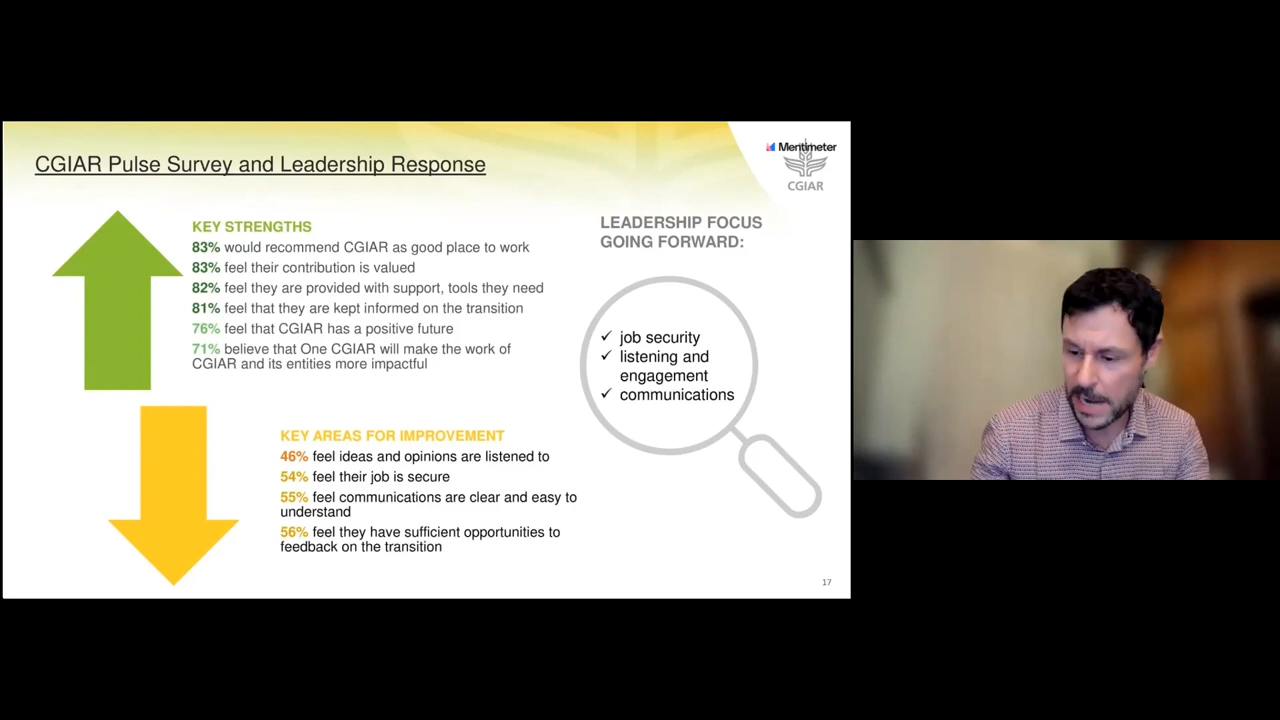 CGIAR Pulse Survey and Leadership Response
Mentimeter
CGIAR
KEY STRENGTHS
83% would recommend CGIAR as good place to work
83% feel their contribution is valued
82% feel they are provided with support, tools they need
81% feel that they are kept informed on the transition
76% feel that CGIAR has a positive future
71% believe that One CGIAR will make the work of
CGIAR and its entities more impactful
KEY AREAS FOR IMPROVEMENT
46% feel ideas and opinions are listened to
54% feel their job is secure
55% feel communications are clear and easy to
understand
56% feel they have sufficient opportunities to
feedback on the transition
LEADERSHIP FOCUS
GOING FORWARD:
✓ job security
✓ listening and
engagement
✓ communications
17